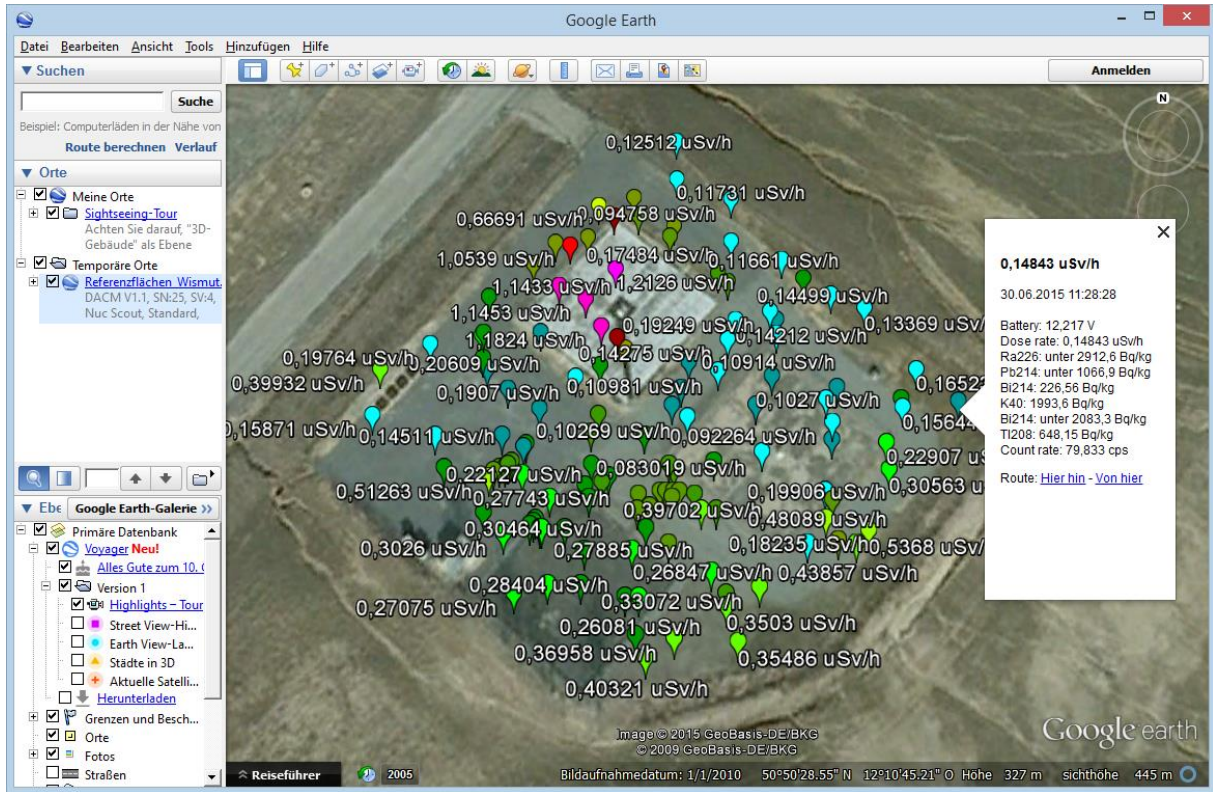 Google Earth
Datei Bearbeiten Ansicht Tools Hinzufügen Hilfe
Suchen
Suche
Beispiel: Computerläden in der Nähe von
Route berechnen Verlauf
Orte
Meine Orte
Sightseeing-Tour
Achten Sie darauf, "3D-
Gebäude" als Ebene
Temporäre Orte
Referenzflächen_Wismut.
DACM V1.1, SN:25, SV:4,
Nuc Scout, Standard,
Ebe Google Earth-Galerie >>
Primäre Datenbank
Voyager Neu!
Alles Gute zum 10. G
Version 1
Highlights – Tour
Street View-Hi...
Earth View-La...
Städte in 3D
Aktuelle Satelli...
Herunterladen
Grenzen und Besch...
Orte
Fotos
Straßen
Anmelden
N
0,12512 uSv/h
0,11731 uSv/h
0,66691 uSv/h
0,094758 uSv/h
1,0539 uSv/h
0,17484 uSv/h
0,11661 uSv/h
1,1433 uSv/h
1,2126 uSv/h
0,14499 uSv/h
1,1453 uSv/h
0,19249 uSv/h
0,13369 uSv/
1,1824 uSv/h
0,14212 uSv/h
0,19764 uSv/h
0,20609 uSv/h
0,14275 uSv/h
0,10914 uSv/h
0,39932 uSv/h
0,1907 uSv/h
0,10981 uSv/h
0,1027 uSv/h
0,1652
0,15871 uSv/h
0,14511 uSv/h
0,10269 uSv/h
0,092264 uSv/h
0,15644
0,22127 uSv/h
0,083019 uSv/h
0,22907 u
0,51263 uSv/h
0,27743 uSv/h
0,39702 uSv/h
0,19906 uSv/h
0,30563 u
0,30464 uSv/h
0,48089 uSv/h
0,3026 uSv/h
0,27885 uSv/h
0,18235 uSv/h
0,5368 uSv/
0,28404 uSv/h
0,26847 uSv/h
0,43857 uSv/h
0,27075 uSv/h
0,33072 uSv/h
0,26081 uSv/h
0,3503 uSv/h
0,36958 uSv/h
0,35486 uSv/h
0,40321 uSv/h
0,14843 uSv/h
30.06.2015 11:28:28
Battery: 12,217 V
Dose rate: 0,14843 uSv/h
Ra226: unter 2912,6 Bq/kg
Pb214: unter 1066,9 Bq/kg
Bi214: 226,56 Bq/kg
K40: 1993,6 Bq/kg
Bi214: unter 2083,3 Bq/kg
Tl208: 648,15 Bq/kg
Count rate: 79,833 cps
Route: Hier hin - Von hier
Image © 2015 GeoBasis-DE/BKG
© 2009 GeoBasis-DE/BKG
Google earth
Reiseführer 2005 Bildaufnahmedatum: 1/1/2010 50°50'28.55" N 12°10'45.21" O Höhe 327 m sichthöhe 445 m